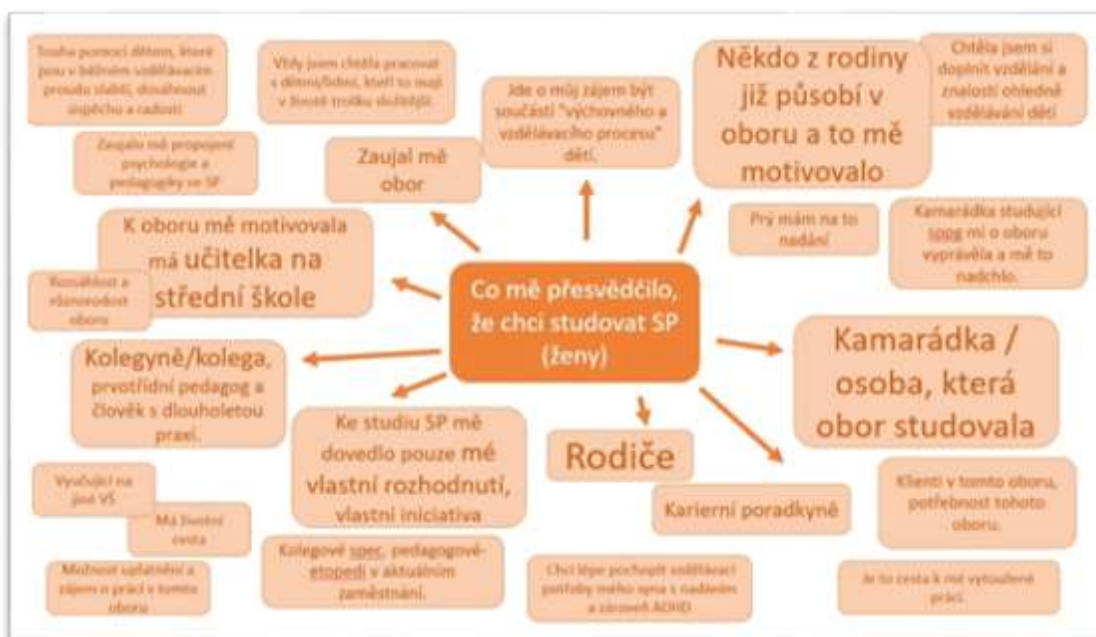 Touha pomoci dětem, které
jsou v běžném vzdělávacím
proudu slabší, dosáhnout
úspěchu a radosti
Vždy jsem chtěla pracovat
s dětmi/lidmi, kteří to mají
v životě trošku složitější.
Jde o můj zájem být
součástí "výchovného a
vzdělávacího procesu"
dětí.
Někdo z rodiny
již působí v
oboru a to mě
motivovalo
Chtěla jsem si
doplnit vzdělání a
znalosti ohledně
vzdělávání dětí
Zaujalo mě propojení
psychologie a
pedagogiky ve SP
Zaujal mě
obor
Prý mám na to
nadání
Kamarádka studující
sppg mi o oboru
vyprávěla a mě to
nadchlo.
K oboru mě motivovala
má učitelka na
střední škole
Rozsáhlost a
různorodost
oboru
Co mě přesvědčilo,
že chci studovat SP
(ženy)
Kamarádka /
osoba, která
obor studovala
Kolegyně/kolega,
prvotřídní pedagog a
člověk s dlouholetou
praxí.
Ke studiu SP mě
dovedlo pouze mé
vlastní rozhodnutí,
vlastní iniciativa
Rodiče
Karierní poradkyně
Klienti v tomto oboru,
potřebnost tohoto
oboru.
Vyučující na
jiné VŠ
Má životní
cesta
Možnost uplatnění a
zájem o práci v tomto
oboru
Kolegové spec. pedagogové-
etopedi v aktuálním
zaměstnání.
Chci lépe pochopit vzdělávací
potřeby mého syna s nadáním
a zároveň ADHD
Je to cesta k mé vytoužené
práci.